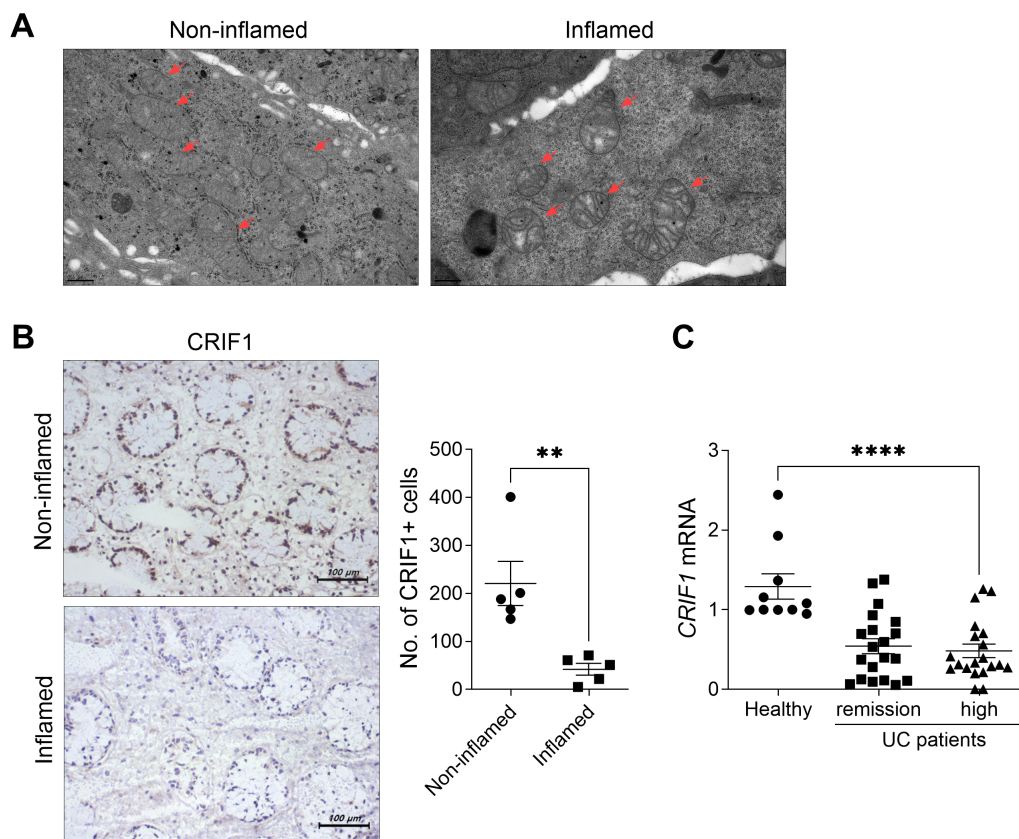 A
Non-inflamed
Inflamed
B
CRIF1
Non-inflamed
100 μm
Inflamed
100 μm
No. of CRIF1+ cells
500
400
300
200
100
0
**
Non-inflamed
Inflamed
C
CRIF1 mRNA
3
2
1
0
****
Healthy
remission
high
UC patients